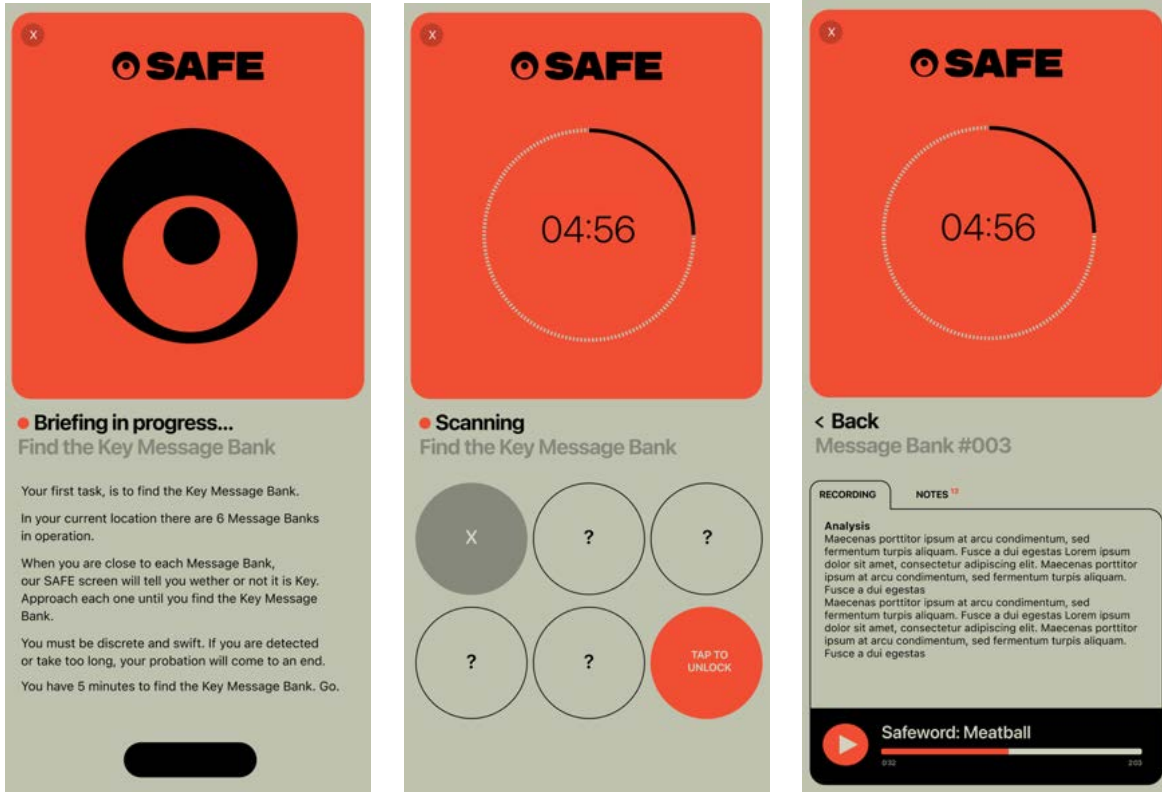 X
SAFE
Briefing in progress...
Find the Key Message Bank
Your first task, is to find the Key Message Bank.
In your current location there are 6 Message Banks
in operation.
When you are close to each Message Bank,
our SAFE screen will tell you wether or not it is Key.
Approach each one until you find the Key Message
Bank.
You must be discrete and swift. If you are detected
or take too long, your probation will come to an end.
You have 5 minutes to find the Key Message Bank. Go.
X
SAFE
04:56
Scanning
Find the Key Message Bank
X
?
?
?
?
TAP TO
UNLOCK
X
SAFE
04:56
< Back
Message Bank #003
RECORDING
NOTES 12
Analysis
Maecenas porttitor ipsum at arcu condimentum, sed
fermentum turpis aliquam. Fusce a dui egestas Lorem ipsum
dolor sit amet, consectetur adipiscing elit. Maecenas porttitor
ipsum at arcu condimentum, sed fermentum turpis aliquam.
Fusce a dui egestas
Maecenas porttitor ipsum at arcu condimentum, sed
fermentum turpis aliquam. Fusce a dui egestas Lorem ipsum
dolor sit amet, consectetur adipiscing elit. Maecenas porttitor
ipsum at arcu condimentum, sed fermentum turpis aliquam.
Fusce a dui egestas
Safeword: Meatball
0:32
2:03